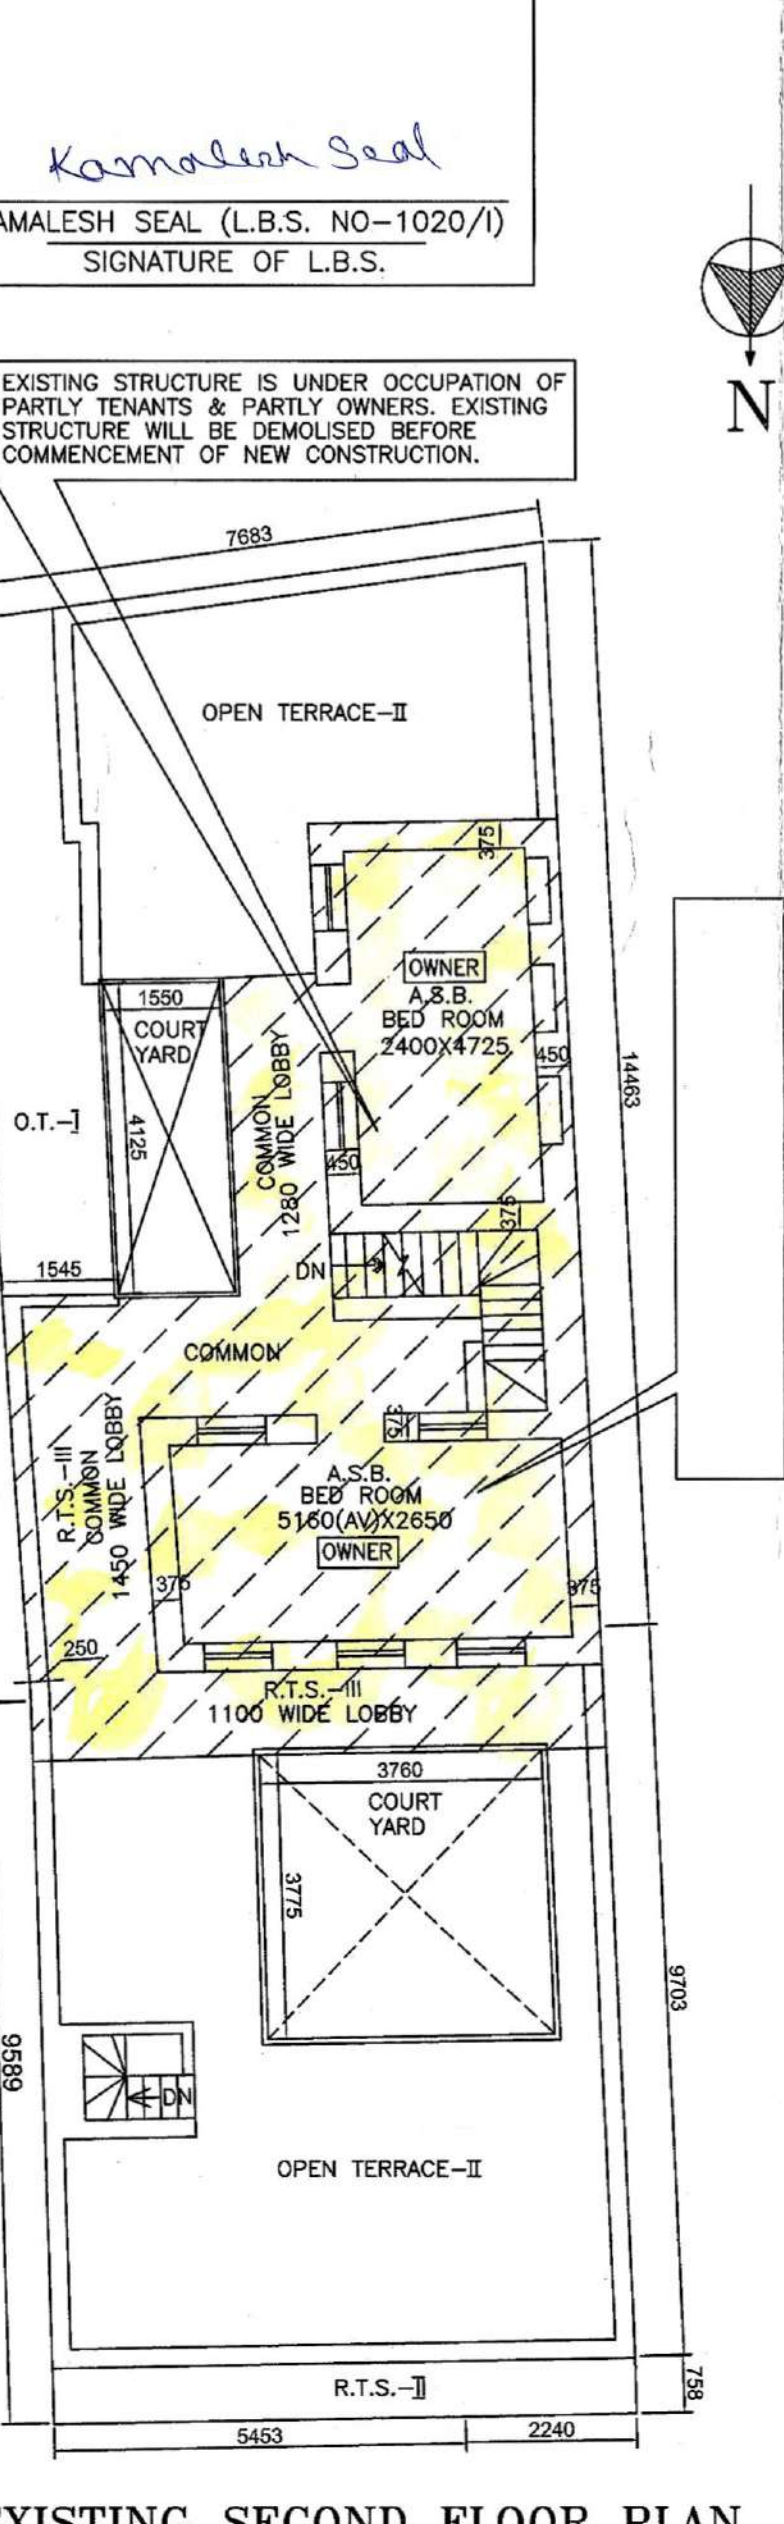 Kamalesh Seal
AMALESH SEAL (L.B.S. NO-1020/I)
SIGNATURE OF L.B.S.
N
EXISTING STRUCTURE IS UNDER OCCUPATION OF
PARTLY TENANTS & PARTLY OWNERS. EXISTING
STRUCTURE WILL BE DEMOLISED BEFORE
COMMENCEMENT OF NEW CONSTRUCTION.
7683
OPEN TERRACE-II
375
OWNER
A.S.B.
BED ROOM
2400X4725
450
1550
COURT
YARD
4125
COMMON
1280 WIDE LOBBY
14463
O.T.-I
450
375
1545
DN
COMMON
375
R.T.S.-III
COMMON
1450 WIDE LOBBY
A.S.B.
BED ROOM
5160(AV)X2650
OWNER
375
375
250
R.T.S.-III
1100 WIDE LOBBY
3760
COURT
YARD
3775
9703
9589
DN
OPEN TERRACE-II
758
R.T.S.-II
5453
2240
EXISTING SECOND FLOOR PLAN